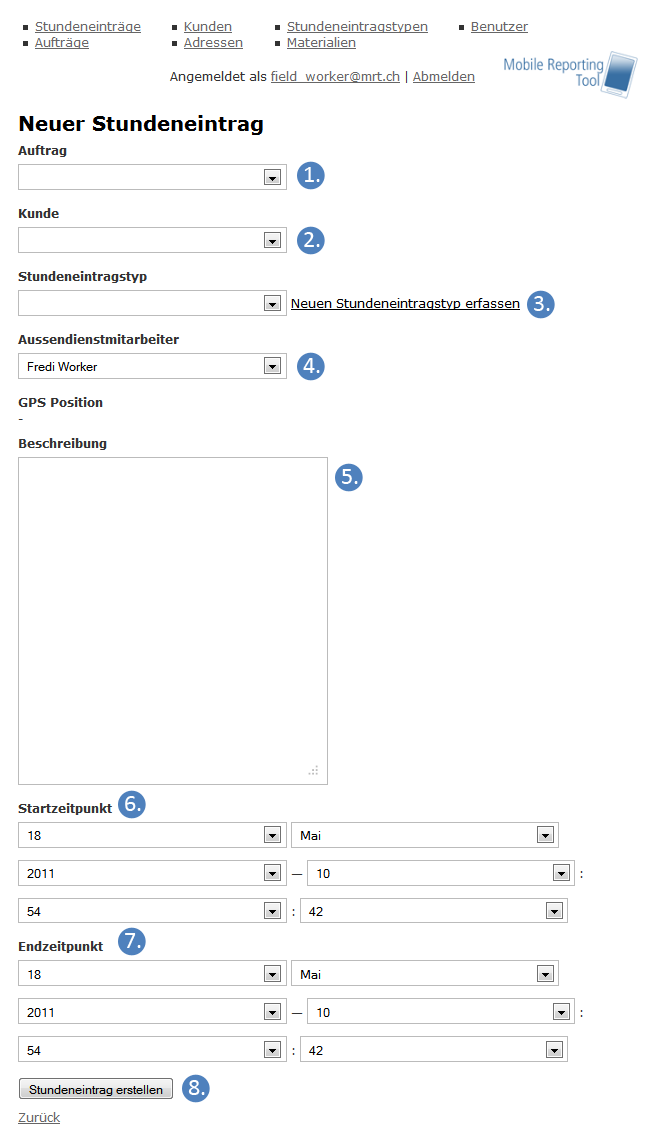 Stundeneinträge Kunden Stundeneintragstypen Benutzer
Aufträge Adressen Materialien
Angemeldet als field_worker@mrt.ch | Abmelden
Mobile Reporting
Tool
Neuer Stundeneintrag
Auftrag
1.
Kunde
2.
Stundeneintragstyp
Neuen Stundeneintragstyp erfassen 3.
Aussendienstmitarbeiter
Fredi Worker 4.
GPS Position
-
Beschreibung
5.
Startzeitpunkt 6.
18 Mai
2011 — 10 :
54 : 42
Endzeitpunkt 7.
18 Mai
2011 — 10 :
54 : 42
Stundeneintrag erstellen 8.
Zurück